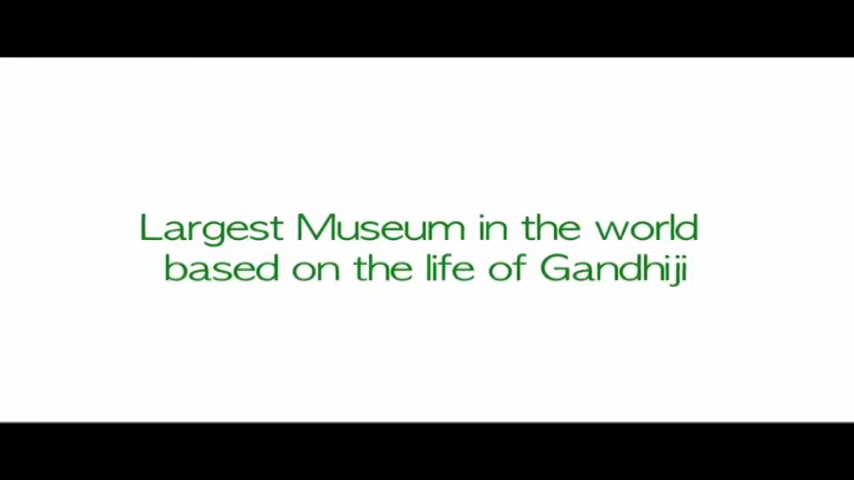 Largest Museum in the world
based on the life of Gandhiji